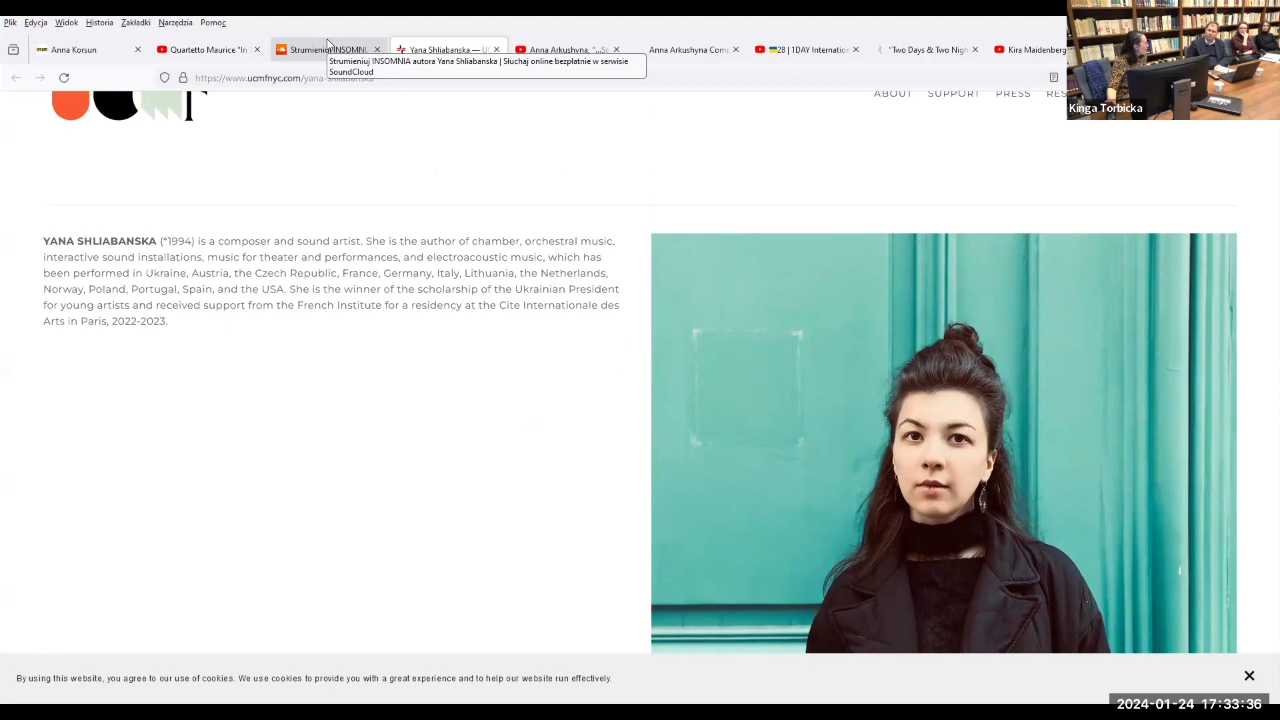 Plik Edycja Widok Historia Zakładki Narzędzia Pomoc
Anna Korsun
Quartetto Maurice "In
Strumieniuj INSOMNI
Yana Shliabanska — U
Anna Arkushyna, "...S
Anna Arkushyna Com
28 | 1DAY Internation
"Two Days & Two Nigh
Kira Maidenberg
Strumieniuj INSOMNIA autora Yana Shliabanska | Słuchaj online bezpłatnie w serwisie
SoundCloud
https://www.ucmfnyc.com/yana-shliabanska
ABOUT SUPPORT PRESS RES
Kinga Torbicka
YANA SHLIABANSKA (*1994) is a composer and sound artist. She is the author of chamber, orchestral music,
interactive sound installations, music for theater and performances, and electroacoustic music, which has
been performed in Ukraine, Austria, the Czech Republic, France, Germany, Italy, Lithuania, the Netherlands,
Norway, Poland, Portugal, Spain, and the USA. She is the winner of the scholarship of the Ukrainian President
for young artists and received support from the French Institute for a residency at the Cite Internationale des
Arts in Paris, 2022-2023.
By using this website, you agree to our use of cookies. We use cookies to provide you with a great experience and to help our website run effectively.
2024-01-24 17:33:36